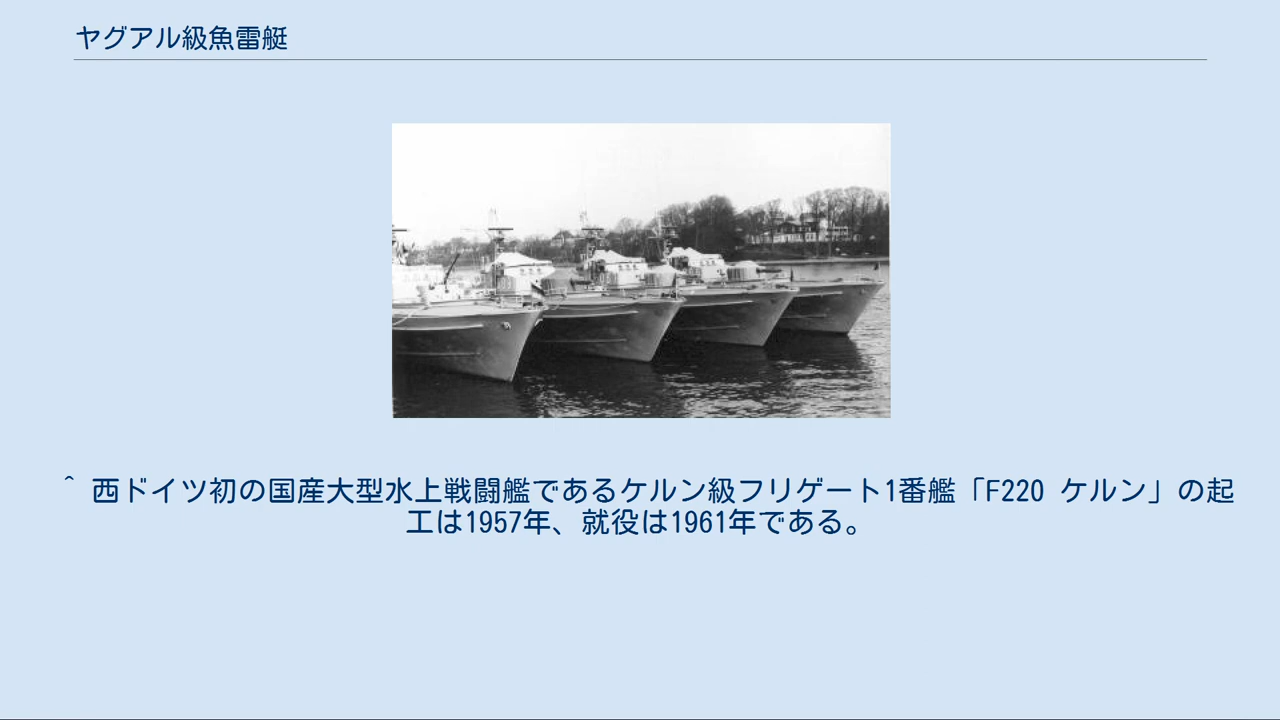 ヤグアル級魚雷艇
^ 西ドイツ初の国産大型水上戦闘艦であるケルン級フリゲート1番艦「F220 ケルン」の起
工は1957年、就役は1961年である。